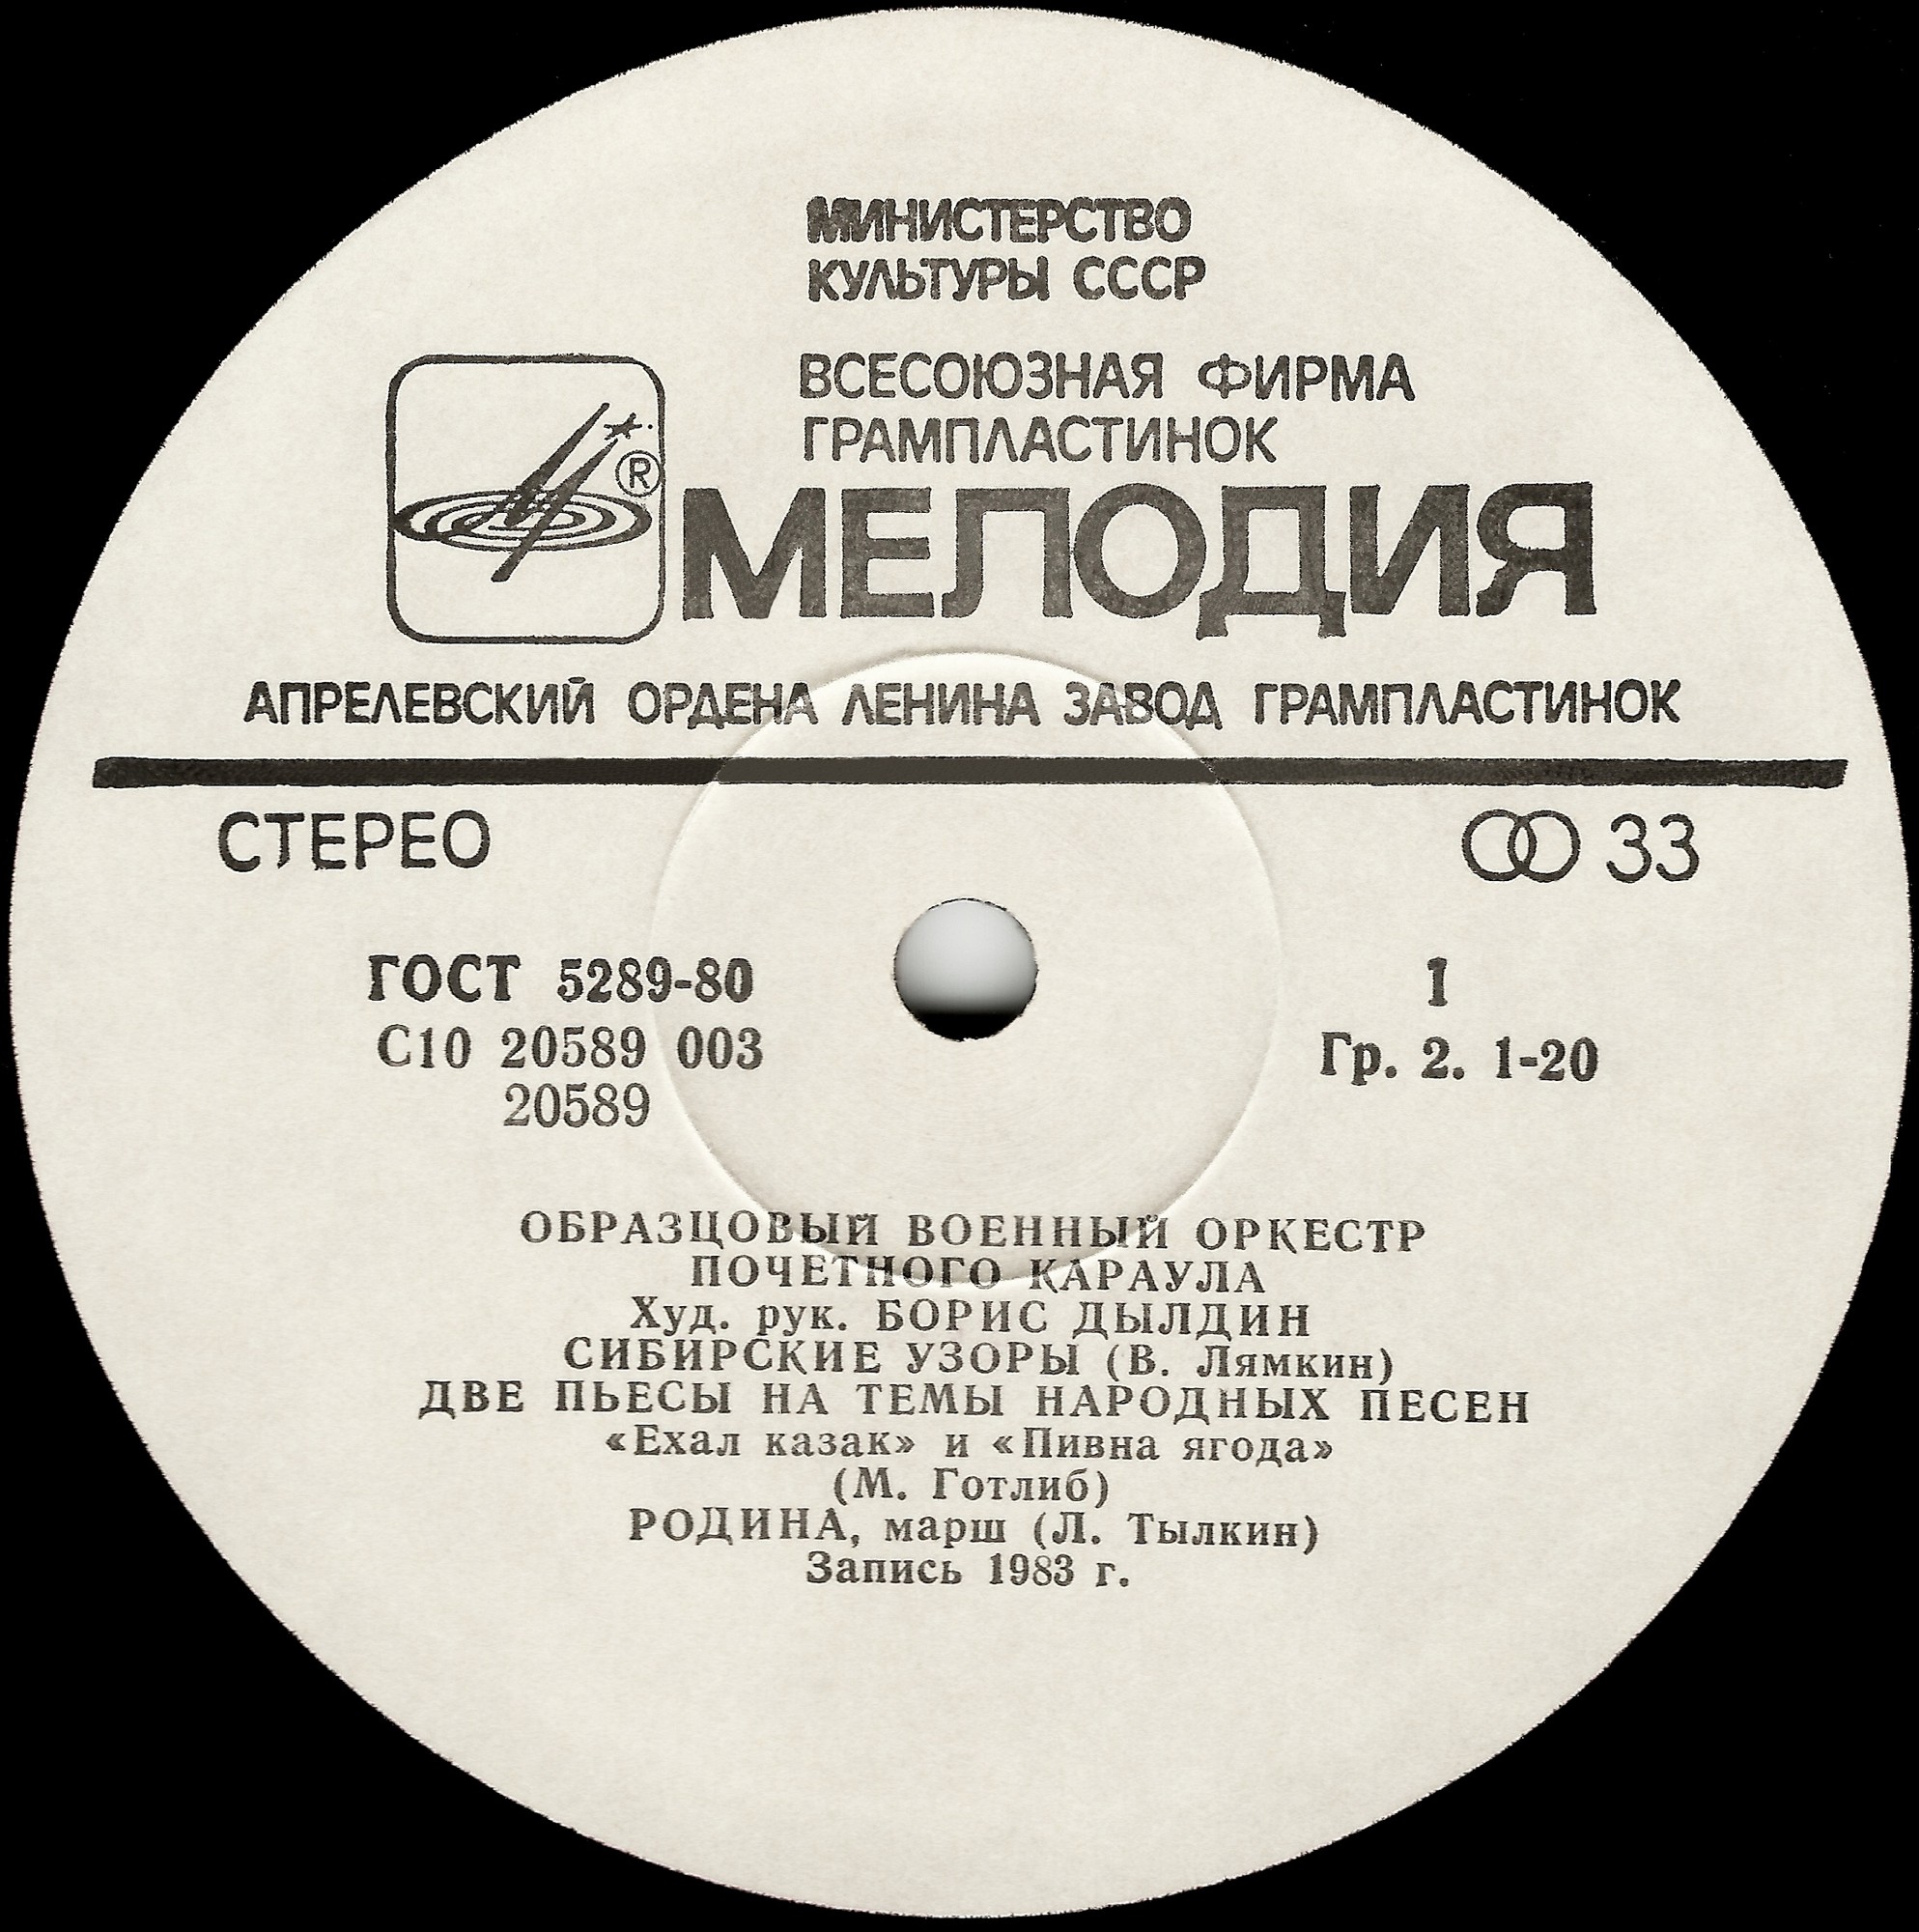 МИНИСТЕРСТВО
КУЛЬТУРЫ СССР
ВСЕСОЮЗНАЯ ФИРМА
ГРАМПЛАСТИНОК
®
МЕЛОДИЯ
АПРЕЛЕВСКИЙ ОРДЕНА ЛЕНИНА ЗАВОД ГРАМПЛАСТИНОК
СТЕРЕО
33
ГОСТ 5289-80
1
С10 20589 003
Гр. 2. 1-20
20589
ОБРАЗЦОВЫЙ ВОЕННЫЙ ОРКЕСТР
ПОЧЕТНОГО КАРАУЛА
Худ. рук. БОРИС ДЫЛДИН
СИБИРСКИЕ УЗОРЫ (В. Лямкин)
ДВЕ ПЬЕСЫ НА ТЕМЫ НАРОДНЫХ ПЕСЕН
«Ехал казак» и «Пивна ягода»
(М. Готлиб)
РОДИНА, марш (Л. Тылкин)
Запись 1983 г.